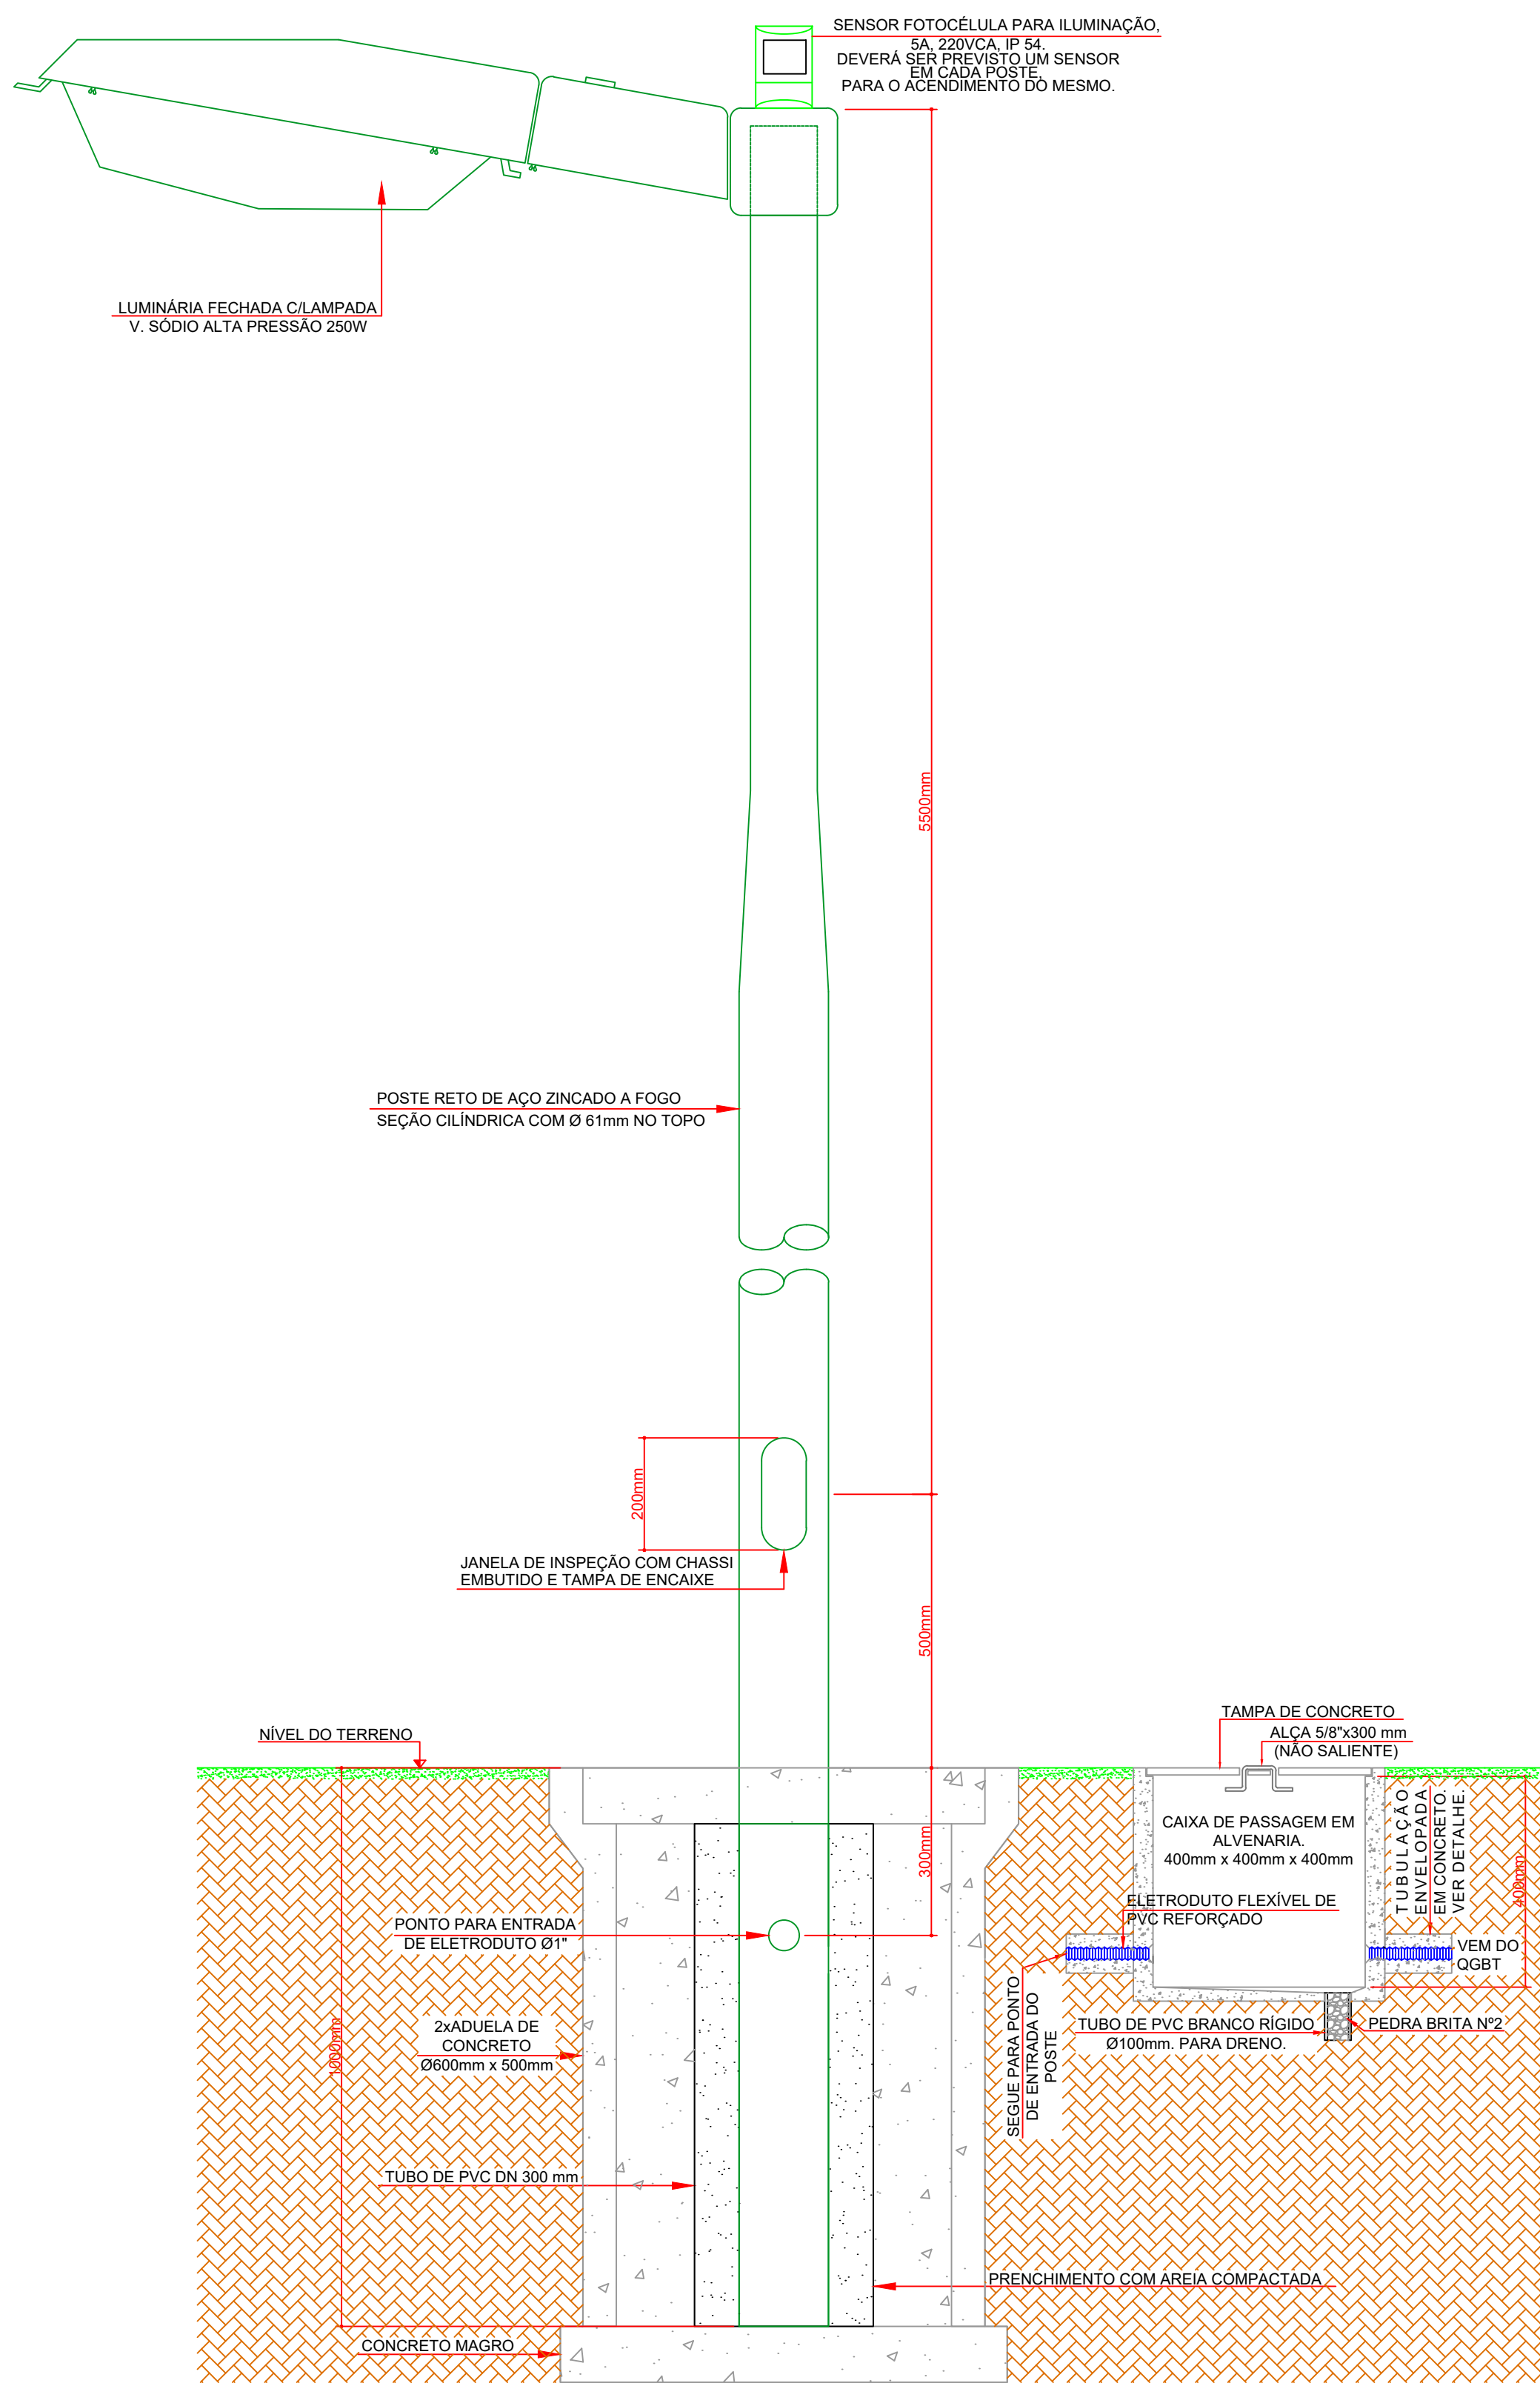 SENSOR FOTOCÉLULA PARA ILUMINAÇÃO,
5A, 220VCA, IP 54.
DEVERÁ SER PREVISTO UM SENSOR
EM CADA POSTE,
PARA O ACENDIMENTO DO MESMO.
LUMINÁRIA FECHADA C/LAMPADA
V. SÓDIO ALTA PRESSÃO 250W
5500mm
POSTE RETO DE AÇO ZINCADO A FOGO
SEÇÃO CILÍNDRICA COM Ø 61mm NO TOPO
200mm
JANELA DE INSPEÇÃO COM CHASSI
EMBUTIDO E TAMPA DE ENCAIXE
500mm
NÍVEL DO TERRENO
TAMPA DE CONCRETO
ALÇA 5/8"x300 mm
(NÃO SALIENTE)
CAIXA DE PASSAGEM EM
ALVENARIA.
400mm x 400mm x 400mm
TUBULAÇÃO
ENVELOPADA
EM CONCRETO.
VER DETALHE.
400mm
300mm
ELETRODUTO FLEXÍVEL DE
PVC REFORÇADO
PONTO PARA ENTRADA
DE ELETRODUTO Ø1"
VEM DO
QGBT
SEGUE PARA PONTO
DE ENTRADA DO
POSTE
1000mm
2xADUELA DE
CONCRETO
Ø600mm x 500mm
TUBO DE PVC BRANCO RÍGIDO
Ø100mm. PARA DRENO.
PEDRA BRITA Nº2
TUBO DE PVC DN 300 mm
PRENCHIMENTO COM AREIA COMPACTADA
CONCRETO MAGRO